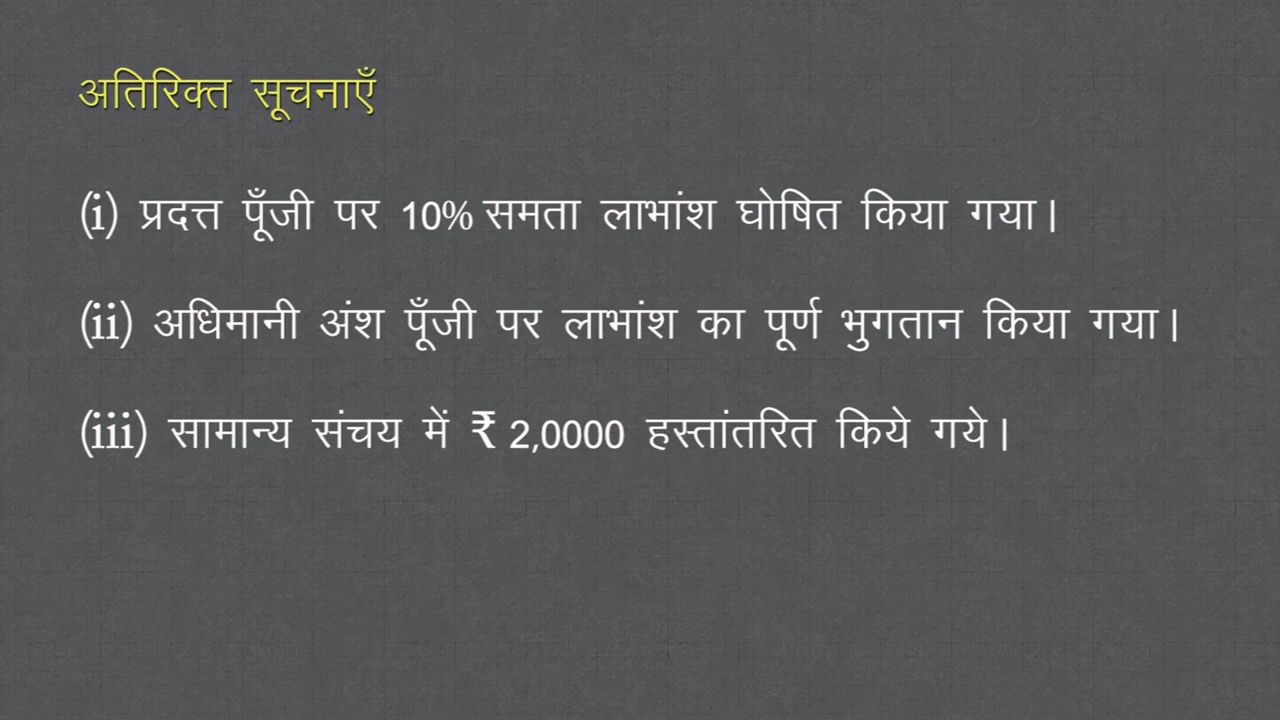 अतिरिक्त सूचनाएँ
(i) प्रदत्त पूँजी पर 10% समता लाभांश घोषित किया गया।
(ii) अधिमानी अंश पूँजी पर लाभांश का पूर्ण भुगतान किया गया।
(iii) सामान्य संचय में ₹ 2,0000 हस्तांतरित किये गये।